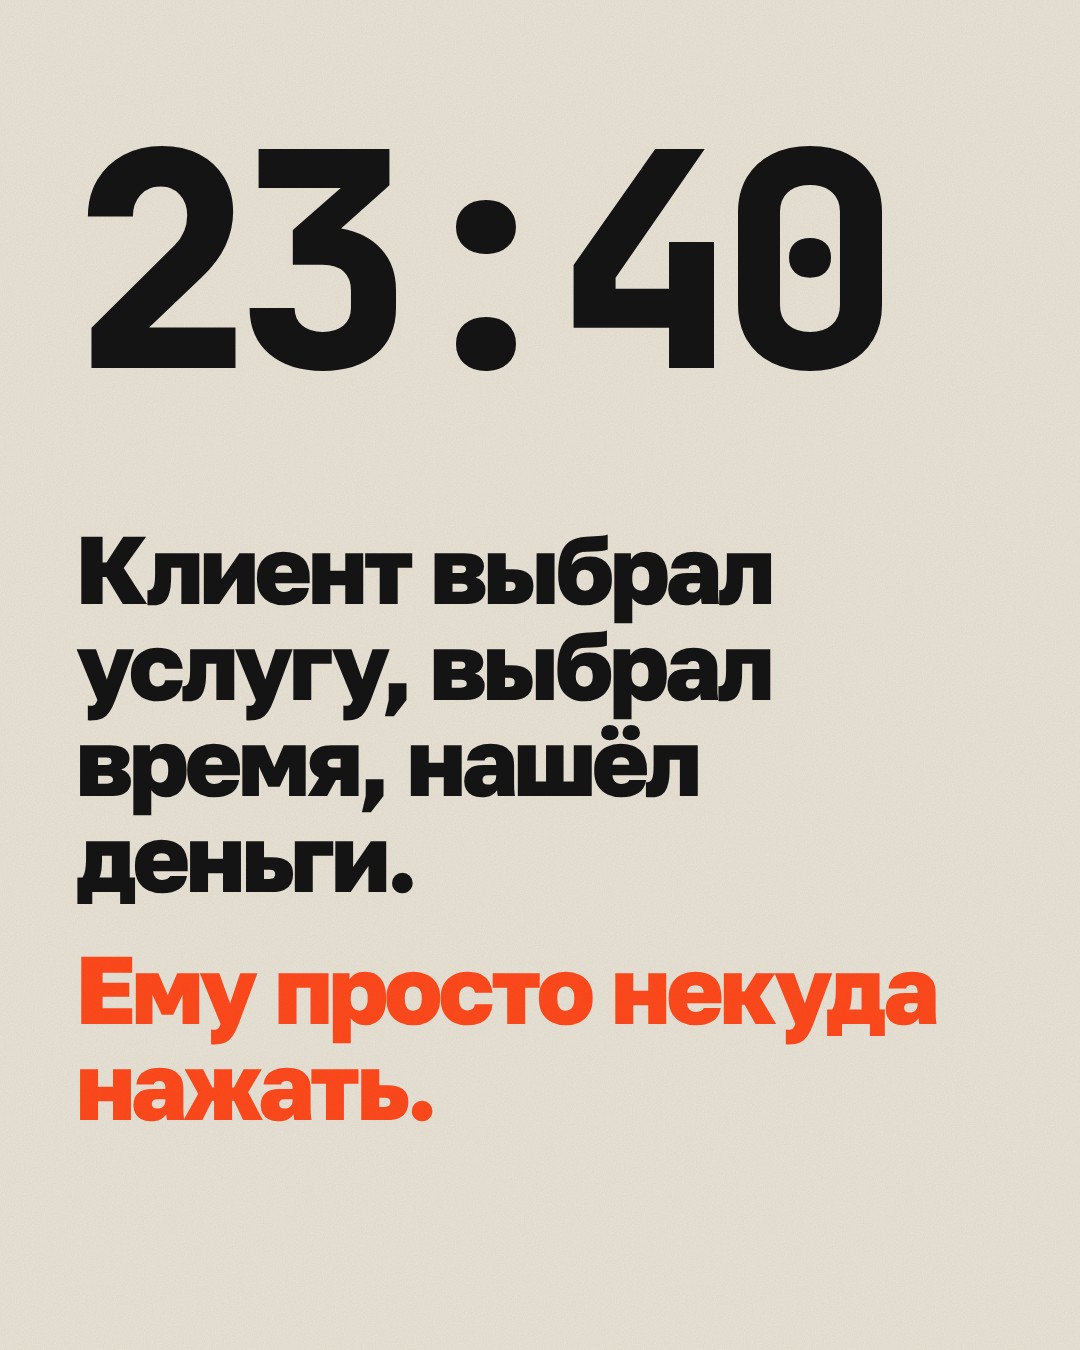 23:40
Клиент выбрал
услугу, выбрал
время, нашёл
деньги.
Ему просто некуда
нажать.